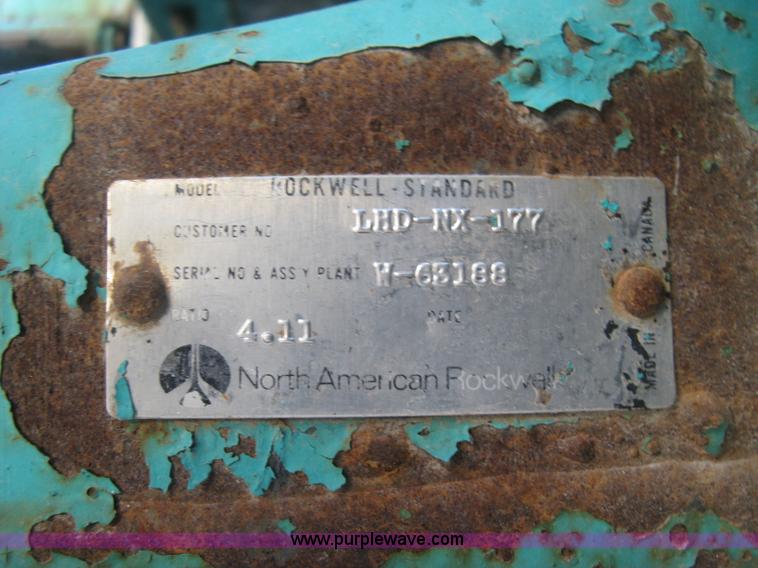 MODEL ROCKWELL-STANDARD
CUSTOMER NO LHD-NX-177
SERIAL NO & ASS'Y PLANT W-63188
RATIO 4.11 DATE
North American Rockwell
MADE IN CANADA
www.purplewave.com